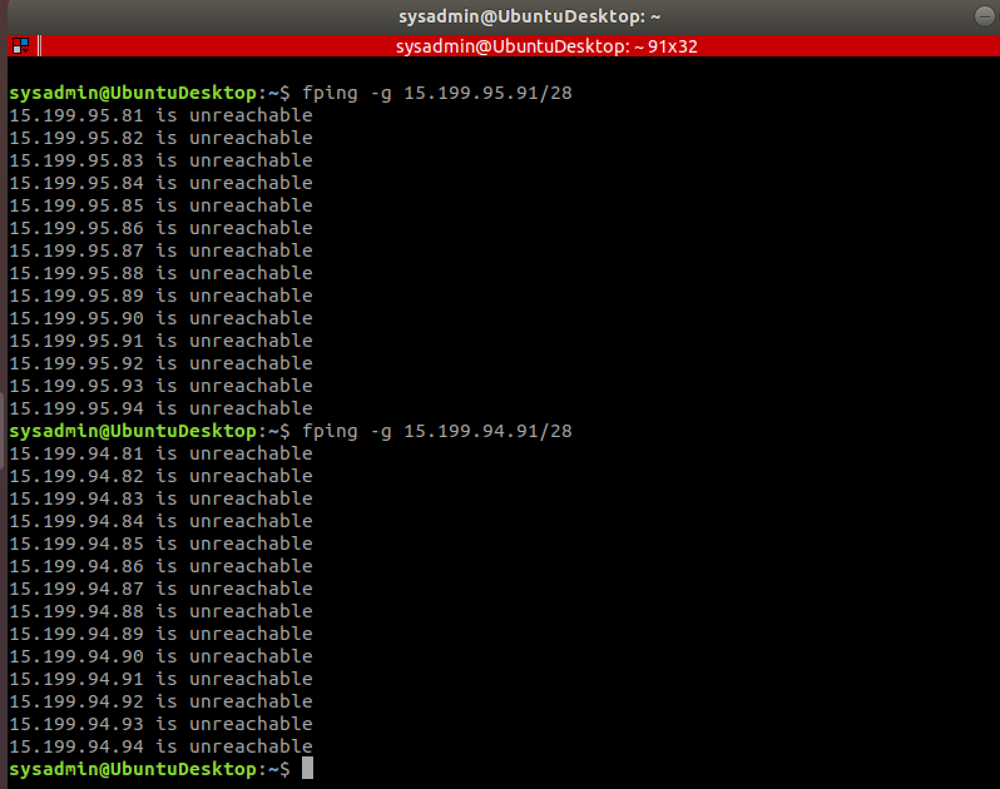 sysadmin@UbuntuDesktop: ~
sysadmin@UbuntuDesktop: ~ 91x32
sysadmin@UbuntuDesktop:~$ fping -g 15.199.95.91/28
15.199.95.81 is unreachable
15.199.95.82 is unreachable
15.199.95.83 is unreachable
15.199.95.84 is unreachable
15.199.95.85 is unreachable
15.199.95.86 is unreachable
15.199.95.87 is unreachable
15.199.95.88 is unreachable
15.199.95.89 is unreachable
15.199.95.90 is unreachable
15.199.95.91 is unreachable
15.199.95.92 is unreachable
15.199.95.93 is unreachable
15.199.95.94 is unreachable
sysadmin@UbuntuDesktop:~$ fping -g 15.199.94.91/28
15.199.94.81 is unreachable
15.199.94.82 is unreachable
15.199.94.83 is unreachable
15.199.94.84 is unreachable
15.199.94.85 is unreachable
15.199.94.86 is unreachable
15.199.94.87 is unreachable
15.199.94.88 is unreachable
15.199.94.89 is unreachable
15.199.94.90 is unreachable
15.199.94.91 is unreachable
15.199.94.92 is unreachable
15.199.94.93 is unreachable
15.199.94.94 is unreachable
sysadmin@UbuntuDesktop:~$